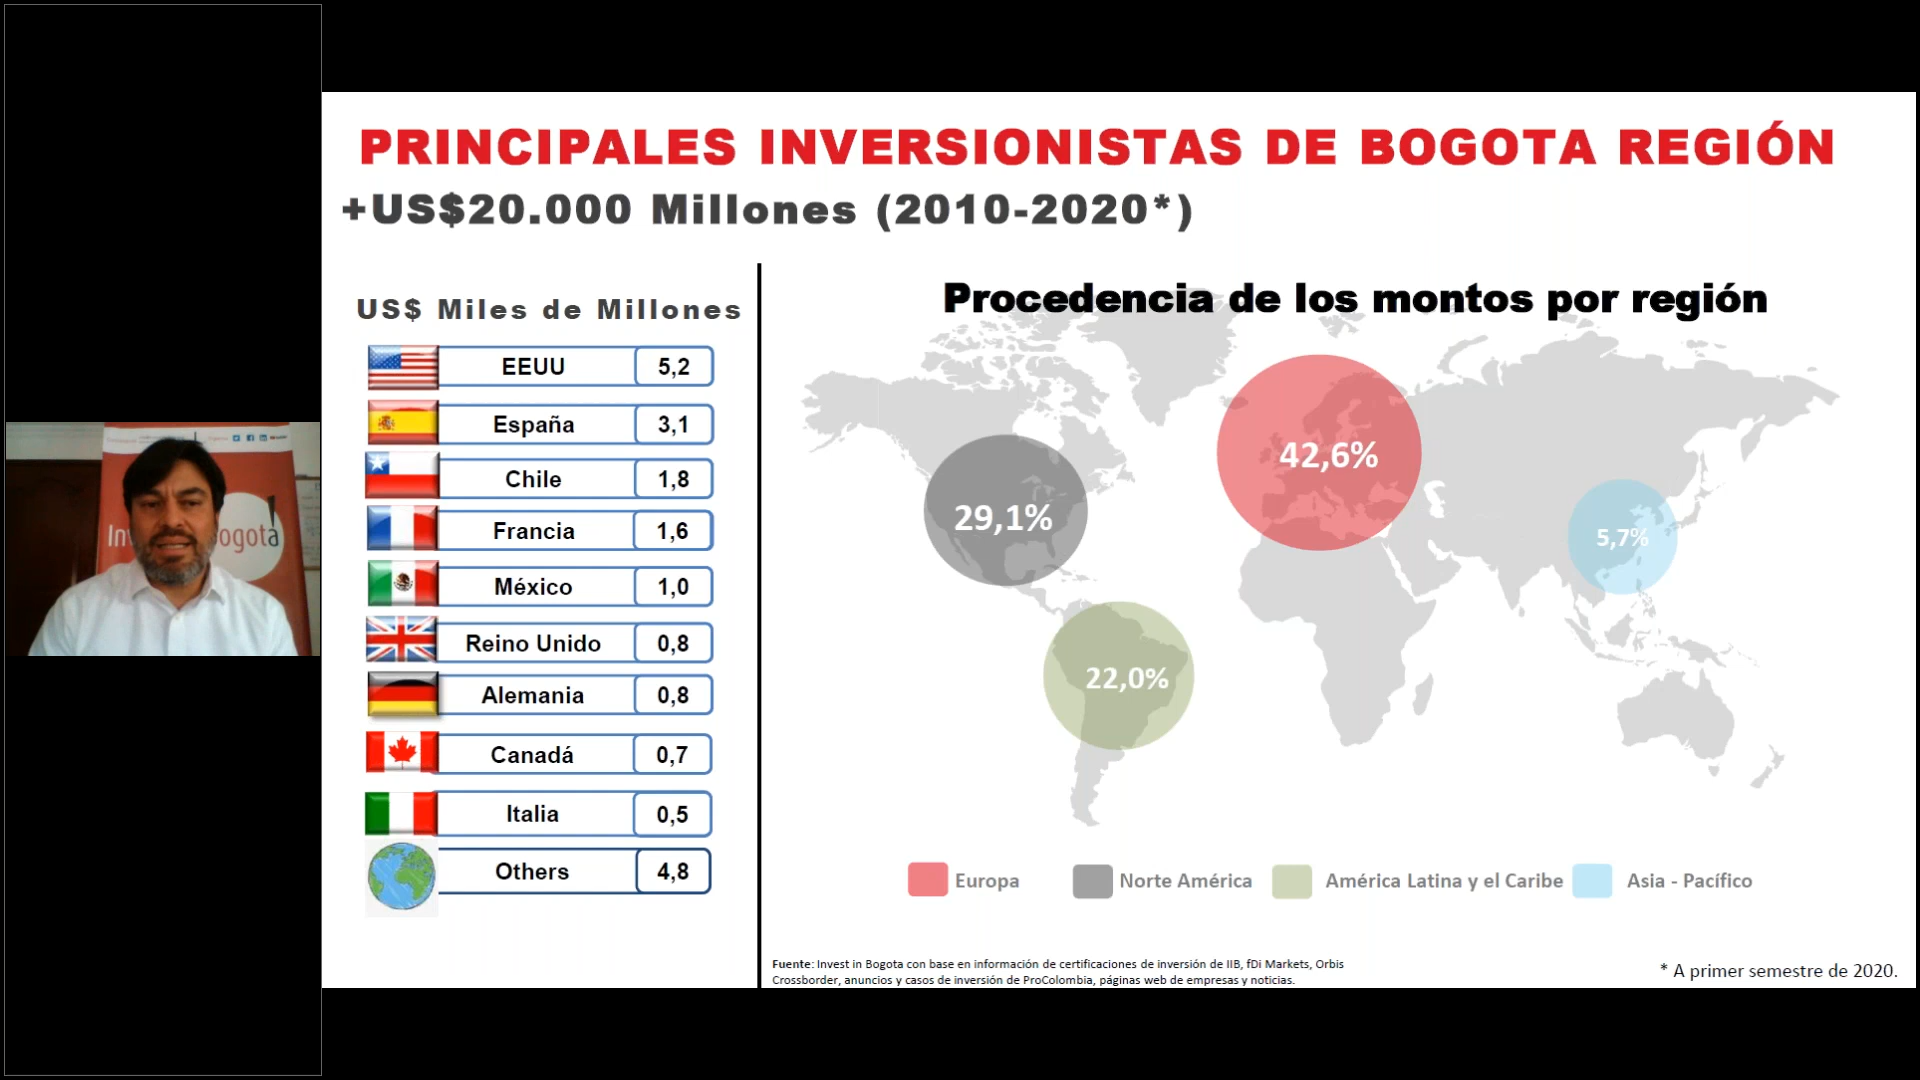 PRINCIPALES INVERSIONISTAS DE BOGOTA REGIÓN
+US$20.000 Millones (2010-2020*)
US$ Miles de Millones
EEUU 5,2
España 3,1
Chile 1,8
Francia 1,6
México 1,0
Reino Unido 0,8
Alemania 0,8
Canadá 0,7
Italia 0,5
Others 4,8
Procedencia de los montos por región
42,6%
29,1%
5,7%
22,0%
Europa
Norte América
América Latina y el Caribe
Asia - Pacífico
Fuente: Invest in Bogota con base en información de certificaciones de inversión de IIB, fDi Markets, Orbis
Crossborder, anuncios y casos de inversión de ProColombia, páginas web de empresas y noticias.
* A primer semestre de 2020.